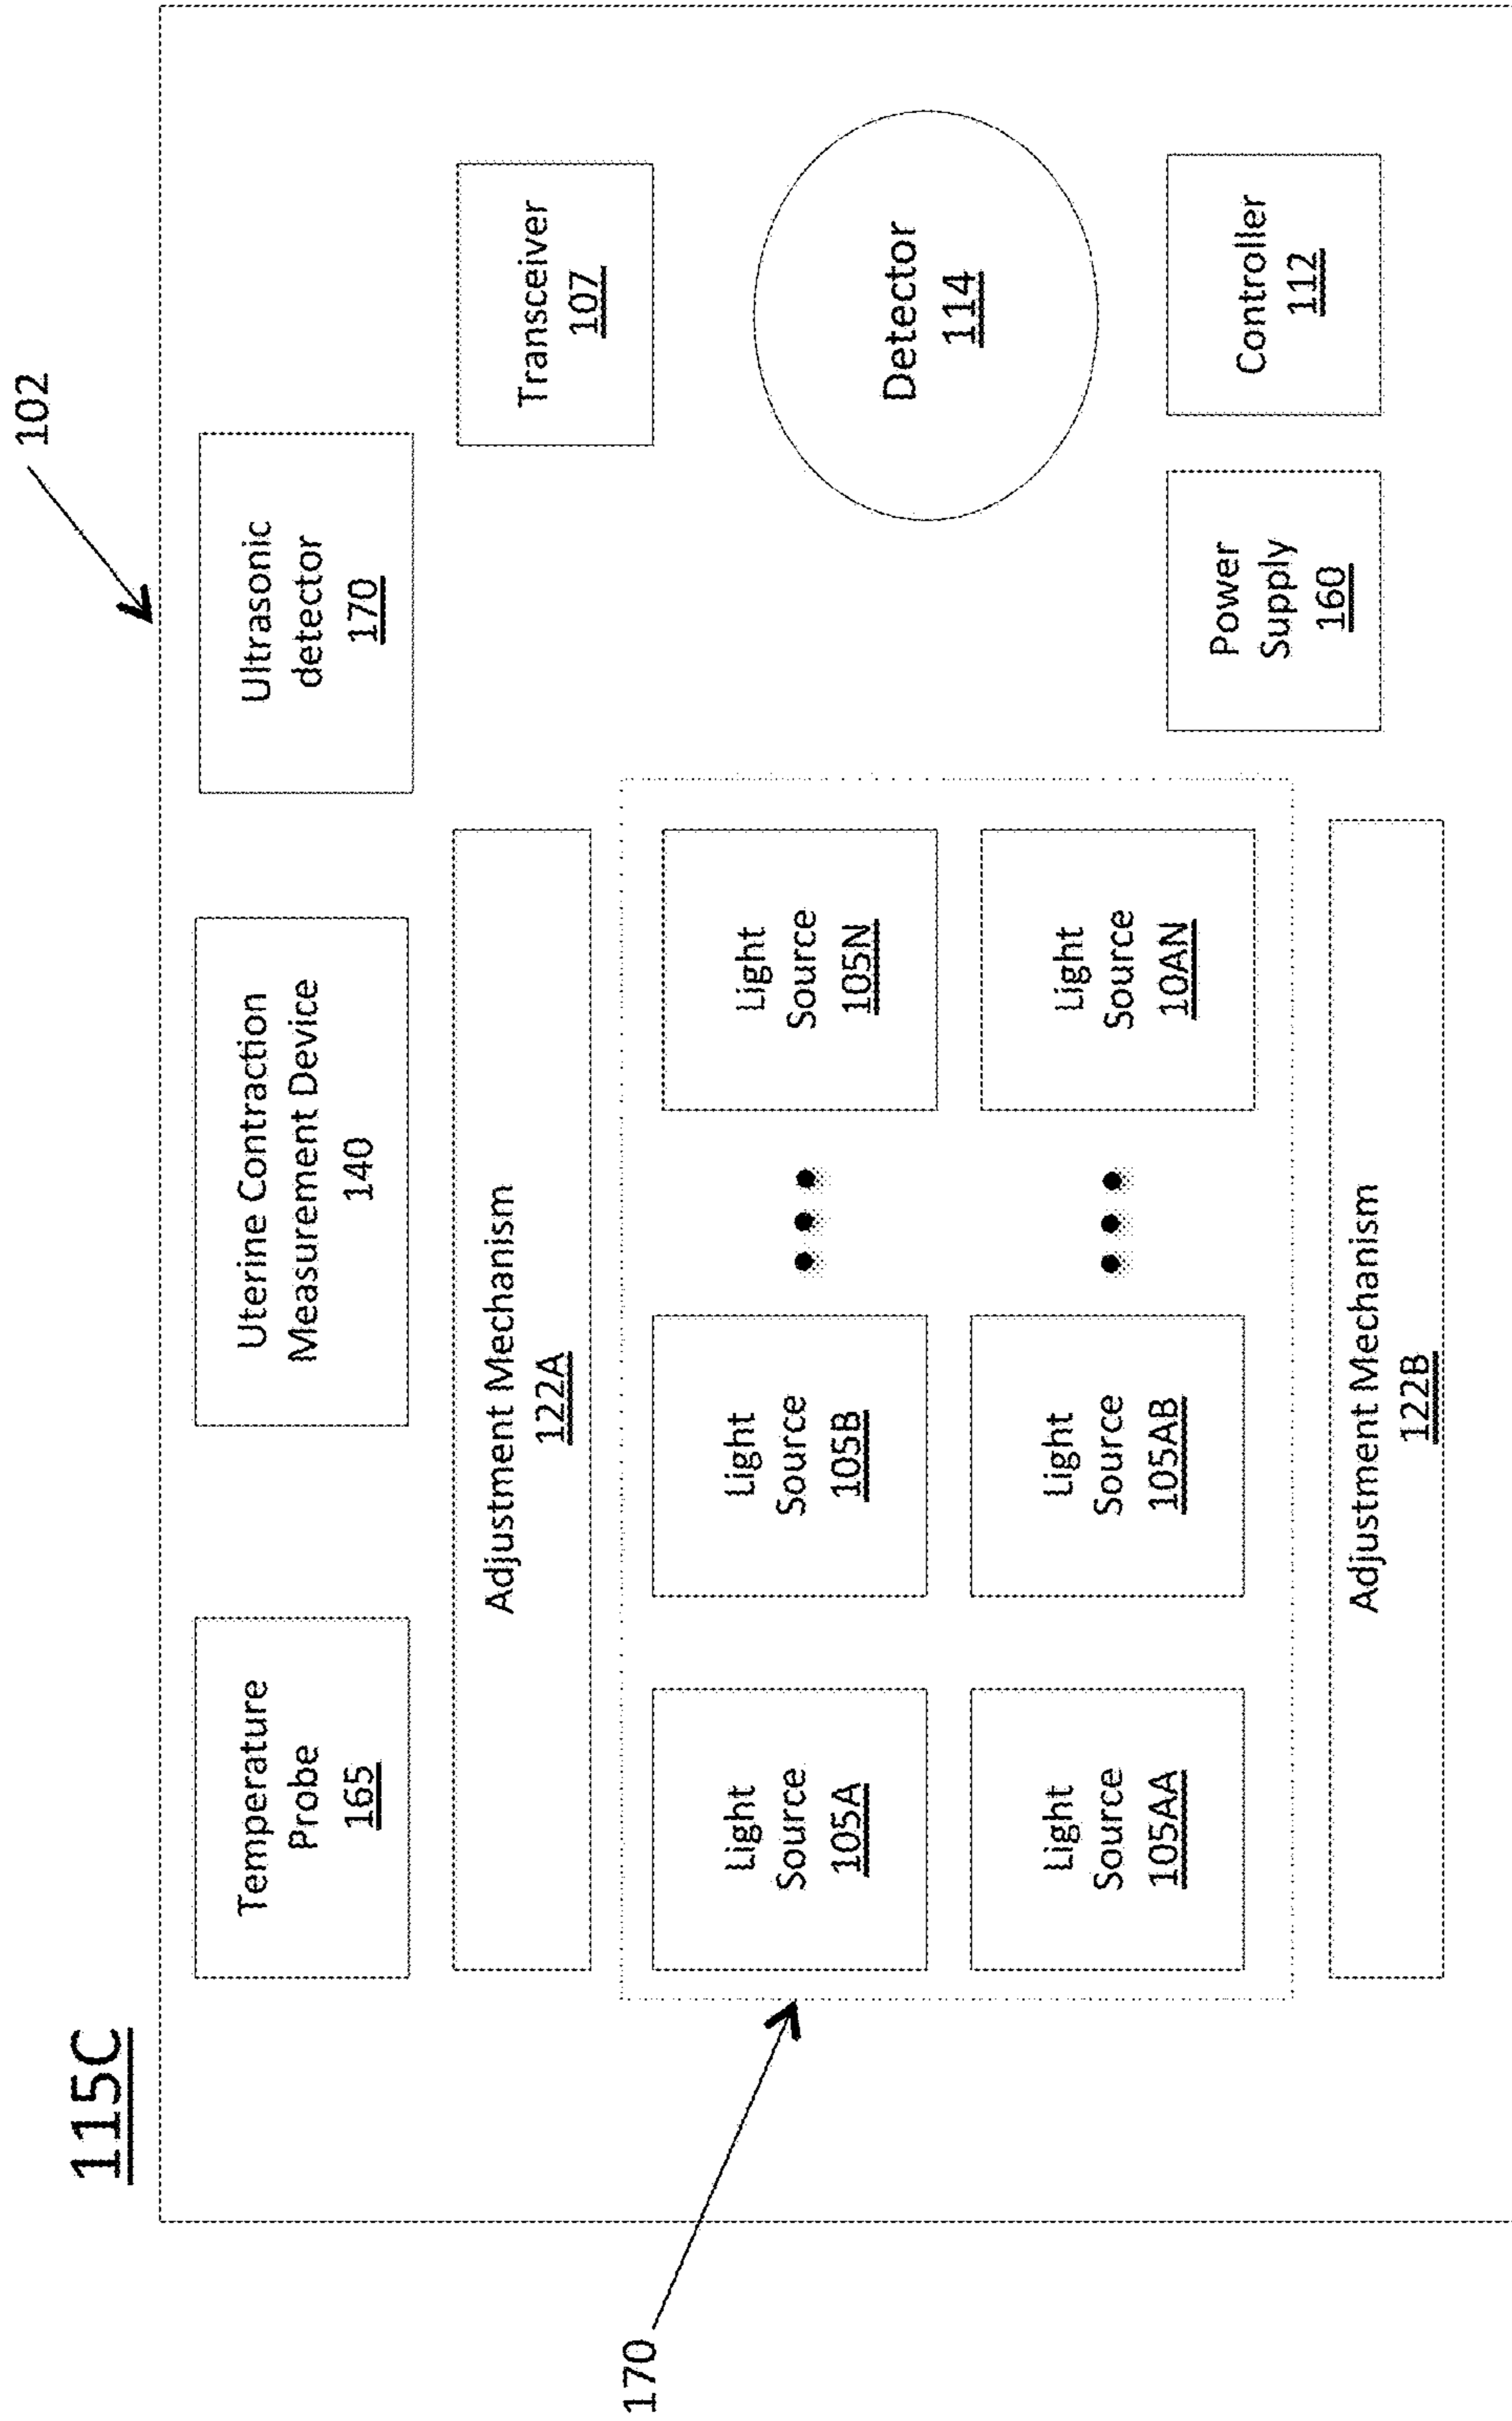 115C
102
Temperature
Probe
165
Uterine Contraction
Measurement Device
140
Ultrasonic
detector
170
Adjustment Mechanism
122A
Transceiver
107
170
Light
Source
105A
Light
Source
105B
Light
Source
105N
Light
Source
105AA
Light
Source
105AB
Light
Source
10AN
Detector
114
Power
Supply
160
Controller
112
Adjustment Mechanism
122B